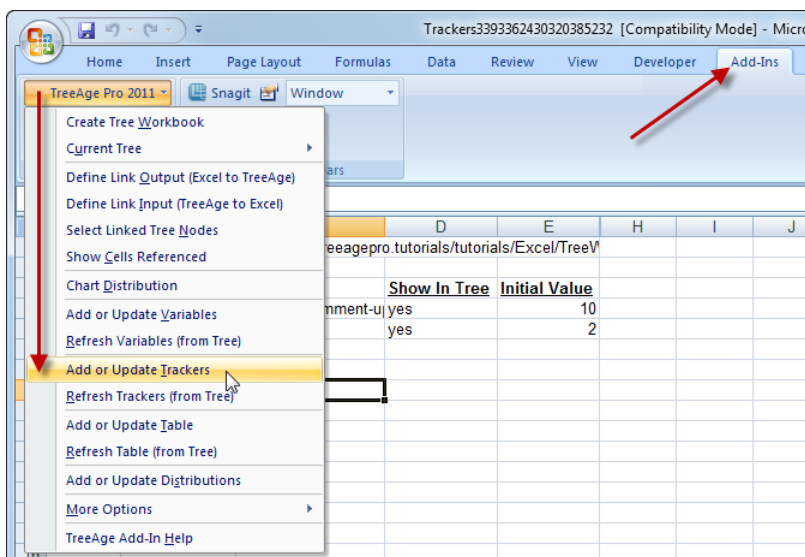 Trackers3393362430320385232 [Compatibility Mode] - Micro
Home Insert Page Layout Formulas Data Review View Developer Add-Ins
TreeAge Pro 2011 Snagit Window
Create Tree Workbook
Current Tree
ars
Define Link Output (Excel to TreeAge)
Define Link Input (TreeAge to Excel)
Select Linked Tree Nodes
D E H I J
Show Cells Referenced
reeagepro.tutorials/tutorials/Excel/TreeW
Chart Distribution
Show In Tree Initial Value
Add or Update Variables
mment-up yes 10
Refresh Variables (from Tree)
yes 2
Add or Update Trackers
Refresh Trackers (from Tree)
Add or Update Table
Refresh Table (from Tree)
Add or Update Distributions
More Options
TreeAge Add-In Help